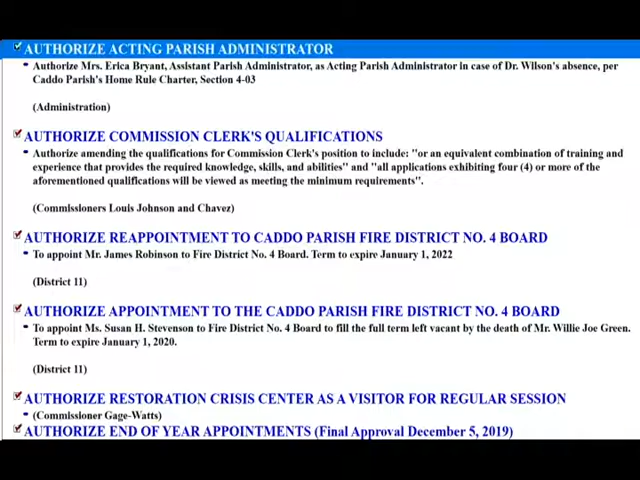 AUTHORIZE ACTING PARISH ADMINISTRATOR
Authorize Mrs. Erica Bryant, Assistant Parish Administrator, as Acting Parish Administrator in case of Dr. Wilson's absence, per
Caddo Parish's Home Rule Charter, Section 4-03
(Administration)
AUTHORIZE COMMISSION CLERK'S QUALIFICATIONS
Authorize amending the qualifications for Commission Clerk's position to include: "or an equivalent combination of training and
experience that provides the required knowledge, skills, and abilities" and "all applications exhibiting four (4) or more of the
aforementioned qualifications will be viewed as meeting the minimum requirements".
(Commissioners Louis Johnson and Chavez)
AUTHORIZE REAPPOINTMENT TO CADDO PARISH FIRE DISTRICT NO. 4 BOARD
To appoint Mr. James Robinson to Fire District No. 4 Board. Term to expire January 1, 2022
(District 11)
AUTHORIZE APPOINTMENT TO THE CADDO PARISH FIRE DISTRICT NO. 4 BOARD
To appoint Ms. Susan H. Stevenson to Fire District No. 4 Board to fill the full term left vacant by the death of Mr. Willie Joe Green.
Term to expire January 1, 2020.
(District 11)
AUTHORIZE RESTORATION CRISIS CENTER AS A VISITOR FOR REGULAR SESSION
(Commissioner Gage-Watts)
AUTHORIZE END OF YEAR APPOINTMENTS (Final Approval December 5, 2019)